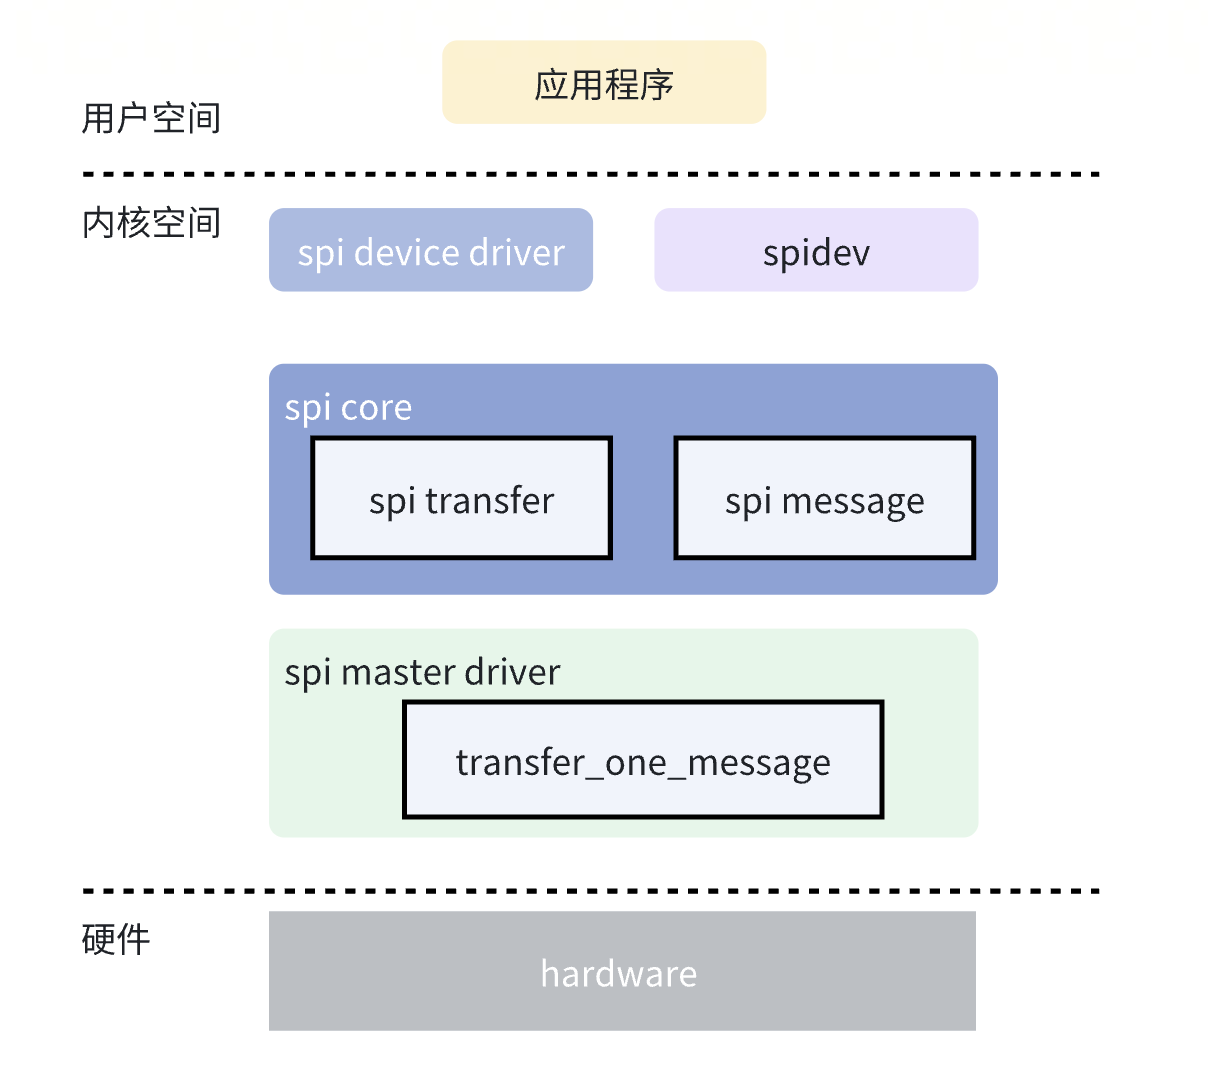 应用程序
用户空间
内核空间
spi device driver
spidev
spi core
spi transfer
spi message
spi master driver
transfer_one_message
硬件
hardware